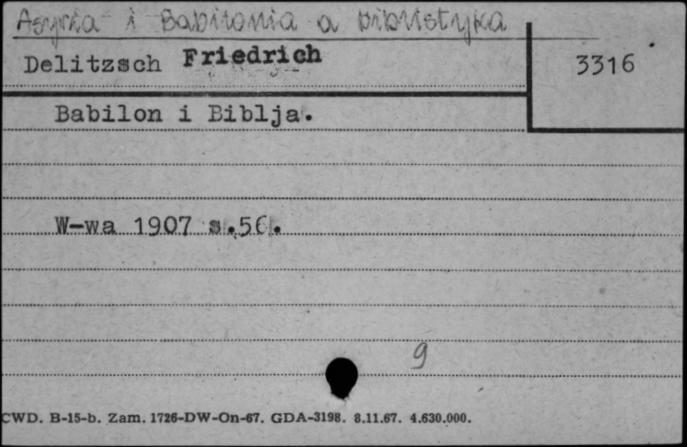 Asyria i Babilonia a biblistyka
Delitzsch Friedrich
3316
Babilon i Biblja.
W-wa 1907 s.56.
9
CWD. B-15-b. Zam. 1726-DW-On-67. GDA-3198. 8.11.67. 4.630.000.